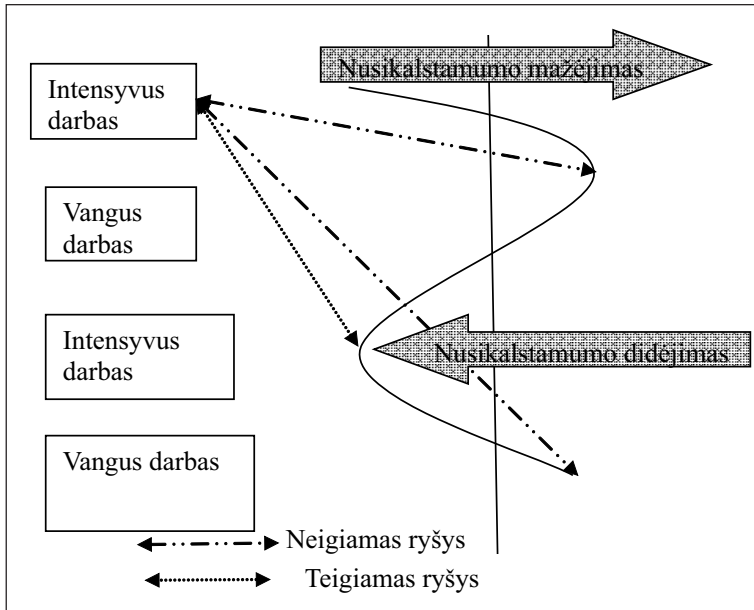 Nusikalstamumo mažėjimas
Intensyvus
darbas
Vangus
darbas
Intensyvus
darbas
Nusikalstamumo didėjimas
Vangus darbas
Neigiamas ryšys
Teigiamas ryšys